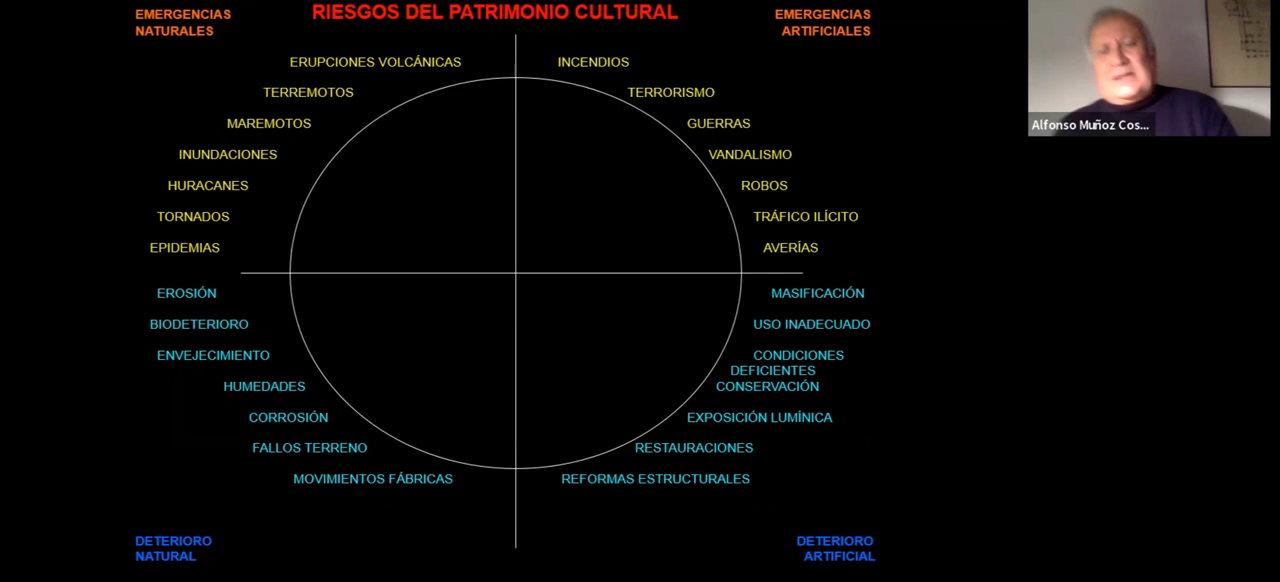 RIESGOS DEL PATRIMONIO CULTURAL
EMERGENCIAS
NATURALES
ERUPCIONES VOLCÁNICAS
TERREMOTOS
MAREMOTOS
INUNDACIONES
HURACANES
TORNADOS
EPIDEMIAS
EMERGENCIAS
ARTIFICIALES
INCENDIOS
TERRORISMO
GUERRAS
VANDALISMO
ROBOS
TRÁFICO ILÍCITO
AVERÍAS
EROSIÓN
BIODETERIORO
ENVEJECIMIENTO
HUMEDADES
CORROSIÓN
FALLOS TERRENO
MOVIMIENTOS FÁBRICAS
DETERIORO
NATURAL
MASIFICACIÓN
USO INADECUADO
CONDICIONES
DEFICIENTES
CONSERVACIÓN
EXPOSICIÓN LUMÍNICA
RESTAURACIONES
REFORMAS ESTRUCTURALES
DETERIORO
ARTIFICIAL
Alfonso Muñoz Cos...